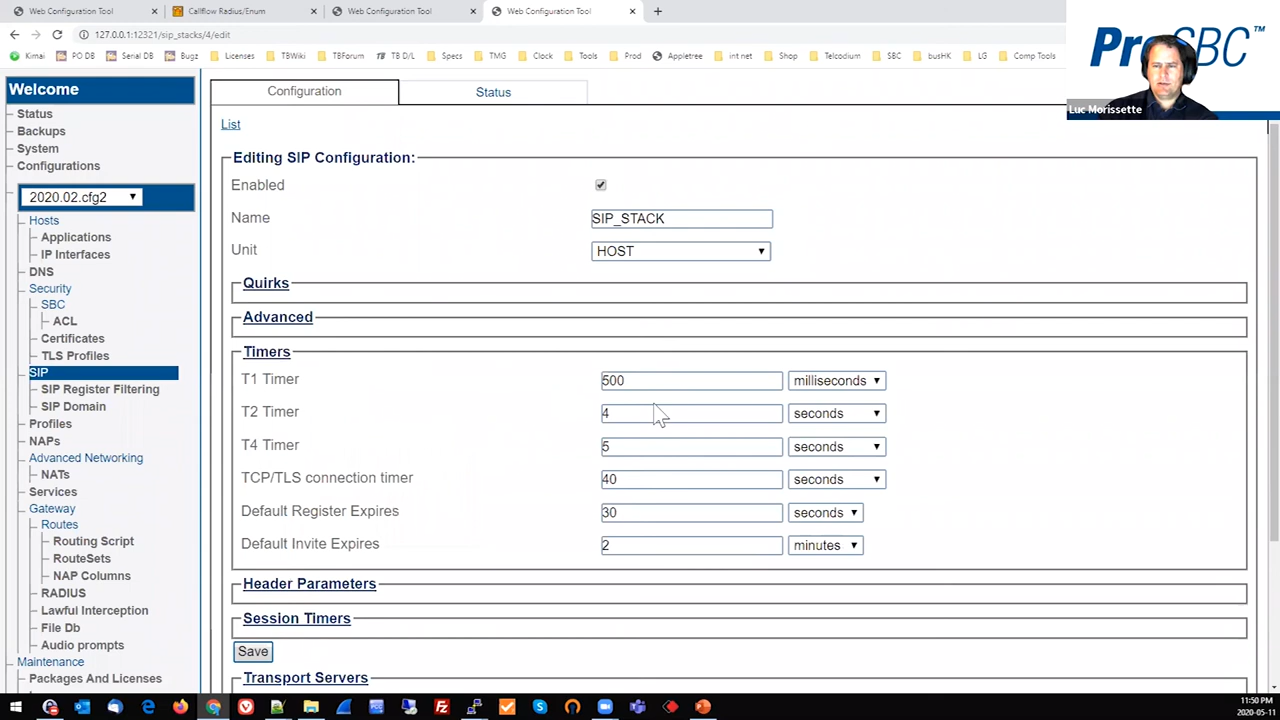 Web Configuration Tool
Callflow Radius/Enum
Web Configuration Tool
Web Configuration Tool
127.0.0.1:12321/sip_stacks/4/edit
Kimai
PO DB
Serial DB
Bugz
Licenses
TBWiki
TBForum
TB D/L
Specs
TMG
Clock
Tools
Prod
Appletree
int net
Shop
Telcodium
SBC
busHK
LG
Comp Tools
SBC™
Luc Morissette
Welcome
Status
Backups
System
Configurations
2020.02.cfg2
Hosts
Applications
IP Interfaces
DNS
Security
SBC
ACL
Certificates
TLS Profiles
SIP
SIP Register Filtering
SIP Domain
Profiles
NAPs
Advanced Networking
NATs
Services
Gateway
Routes
Routing Script
RouteSets
NAP Columns
RADIUS
Lawful Interception
File Db
Audio prompts
Maintenance
Packages And Licenses
Configuration
Status
List
Editing SIP Configuration:
Enabled
Name SIP_STACK
Unit HOST
Quirks
Advanced
Timers
T1 Timer 500 milliseconds
T2 Timer 4 seconds
T4 Timer 5 seconds
TCP/TLS connection timer 40 seconds
Default Register Expires 30 seconds
Default Invite Expires 2 minutes
Header Parameters
Session Timers
Save
Transport Servers
11:50 PM
2020-05-11